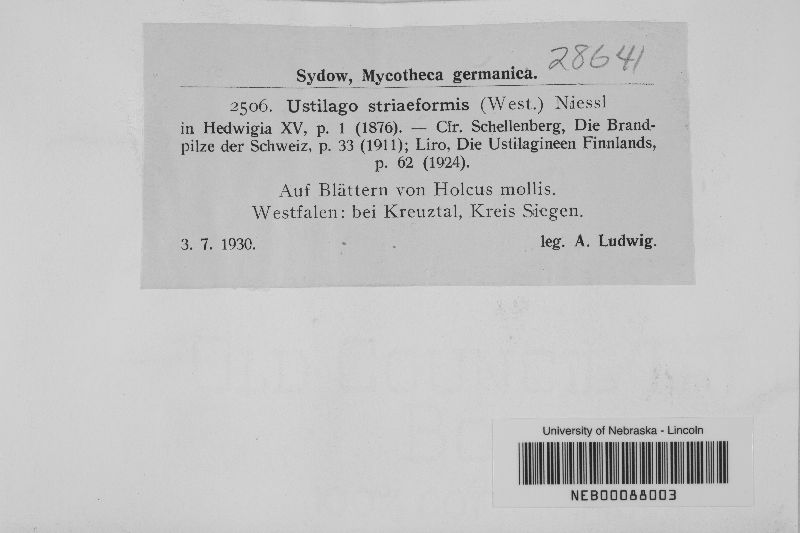 28641
Sydow, Mycotheca germanica.
2506. Ustilago striaeformis (West.) Niessl
in Hedwigia XV, p. 1 (1876). — Cfr. Schellenberg, Die Brand-
pilze der Schweiz, p. 33 (1911); Liro, Die Ustilagineen Finnlands,
p. 62 (1924).
Auf Blättern von Holcus mollis.
Westfalen: bei Kreuztal, Kreis Siegen.
3. 7. 1930. leg. A. Ludwig.
University of Nebraska - Lincoln
NEB00088003